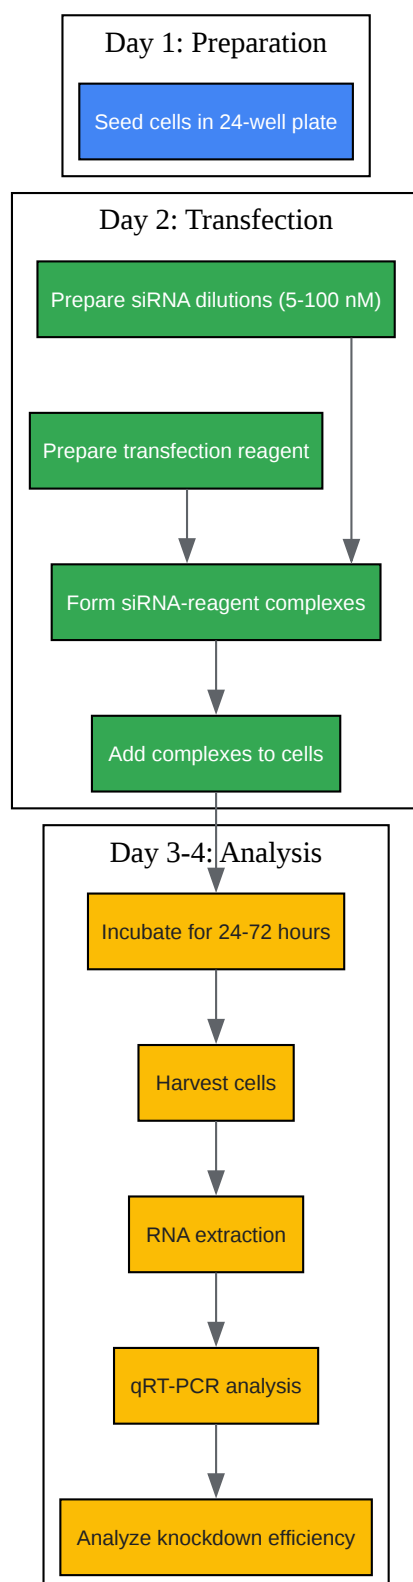 Day 1: Preparation
Seed cells in 24-well plate
Day 2: Transfection
Prepare siRNA dilutions (5-100 nM)
Prepare transfection reagent
Form siRNA-reagent complexes
Add complexes to cells
Day 3-4: Analysis
Incubate for 24-72 hours
Harvest cells
RNA extraction
qRT-PCR analysis
Analyze knockdown efficiency